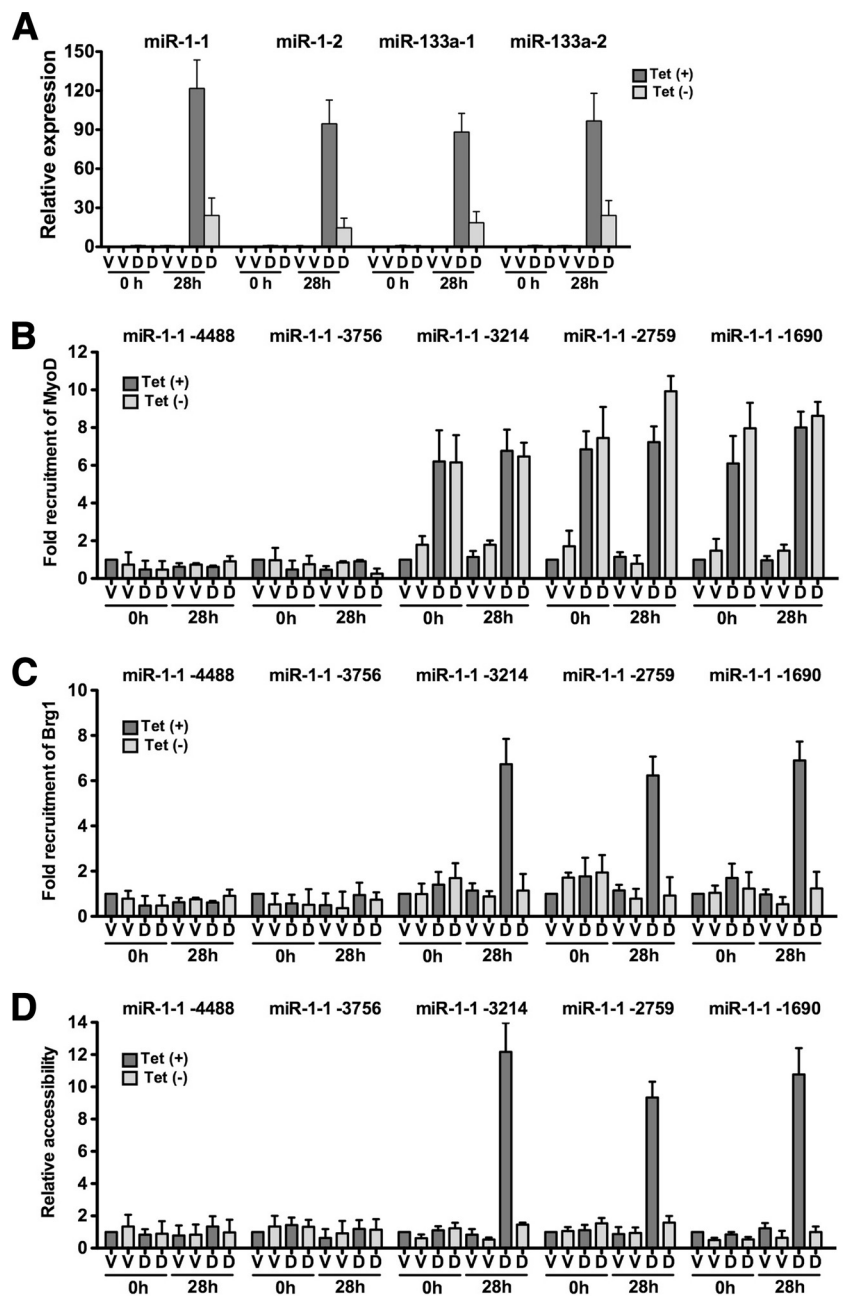 A
miR-1-1 miR-1-2 miR-133a-1 miR-133a-2
Relative expression
150
120
90
60
30
0
Tet (+)
Tet (-)
V V D D V V D D V V D D V V D D V V D D V V D D V V D D V V D D
0 h 28h 0 h 28h 0 h 28h 0 h 28h
B
miR-1-1 -4488 miR-1-1 -3756 miR-1-1 -3214 miR-1-1 -2759 miR-1-1 -1690
Fold recruitment of MyoD
12
10
8
6
4
2
0
Tet (+)
Tet (-)
V V D D V V D D V V D D V V D D V V D D V V D D V V D D V V D D V V D D V V D D
0h 28h 0h 28h 0h 28h 0h 28h 0h 28h
C
miR-1-1 -4488 miR-1-1 -3756 miR-1-1 -3214 miR-1-1 -2759 miR-1-1 -1690
Fold recruitment of Brg1
10
8
6
4
2
0
Tet (+)
Tet (-)
V V D D V V D D V V D D V V D D V V D D V V D D V V D D V V D D V V D D V V D D
0h 28h 0h 28h 0h 28h 0h 28h 0h 28h
D
miR-1-1 -4488 miR-1-1 -3756 miR-1-1 -3214 miR-1-1 -2759 miR-1-1 -1690
Relative accessibility
14
12
10
8
6
4
2
0
Tet (+)
Tet (-)
V V D D V V D D V V D D V V D D V V D D V V D D V V D D V V D D V V D D V V D D
0h 28h 0h 28h 0h 28h 0h 28h 0h 28h